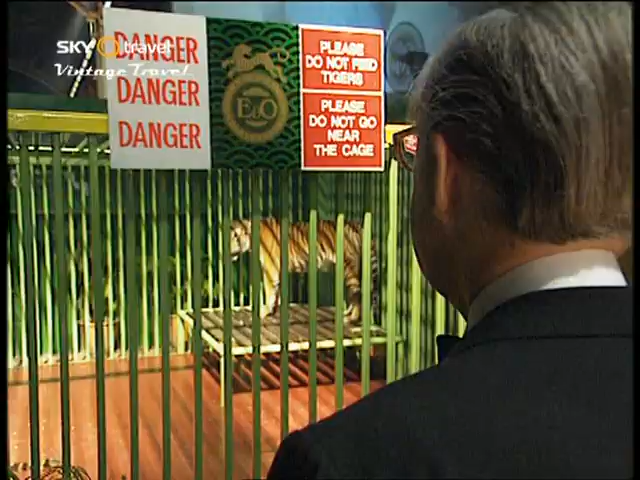 SKY travel
Vintage Travel
DANGER
DANGER
DANGER
E&O
PLEASE
DO NOT FEED
TIGERS
PLEASE
DO NOT GO
NEAR
THE CAGE